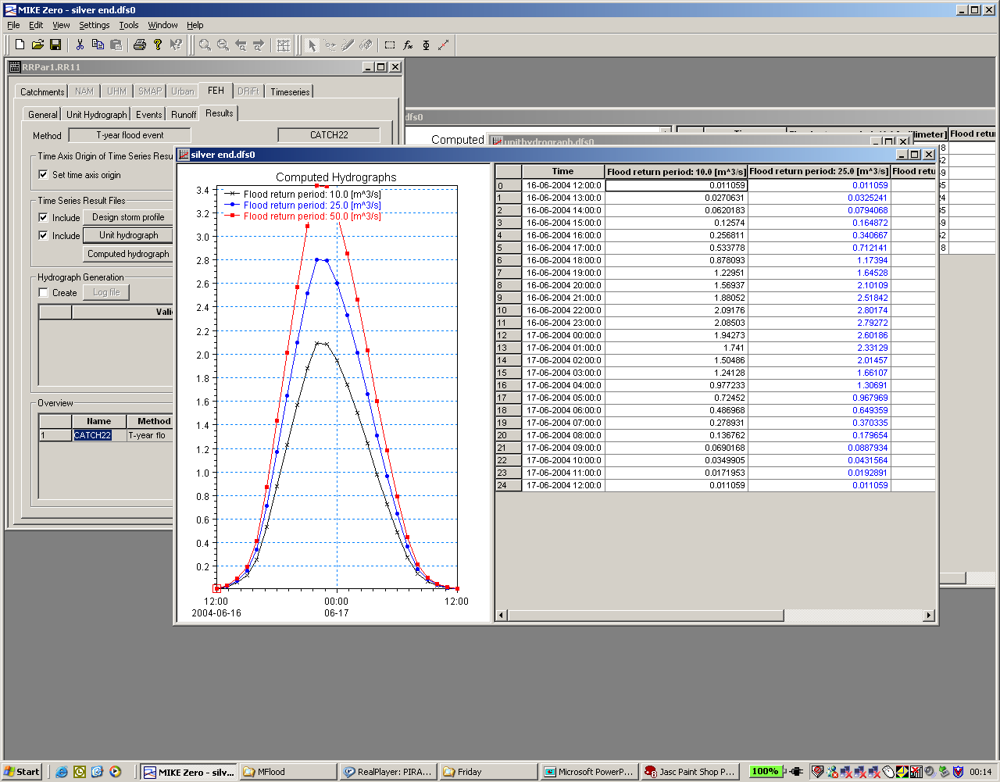 MIKE Zero - silver end.dfs0
File Edit View Settings Tools Window Help
RRPar1.RR11
Catchments NAM UHM SMAP Urban FEH DRiFt Timeseries
General Unit Hydrograph Events Runoff Results
Method T-year flood event CATCH22
Time Axis Origin of Time Series Resu
Set time axis origin
Time Series Result Files
Include Design storm profile
Include Unit hydrograph
Computed hydrograph
Hydrograph Generation
Create Log file
Vali
Overview
Name Method
1 CATCH22 T-year flo
dfs0
Computed
unithydrograph.dfs0
Flood return
silver end.dfs0
Computed Hydrographs
Flood return period: 10.0 [m^3/s]
Flood return period: 25.0 [m^3/s]
Flood return period: 50.0 [m^3/s]
3.4
3.2
3.0
2.8
2.6
2.4
2.2
2.0
1.8
1.6
1.4
1.2
1.0
0.8
0.6
0.4
0.2
12:00 00:00 12:00
2004-06-16 06-17
Time Flood return period: 10.0 [m^3/s] Flood return period: 25.0 [m^3/s] Flood retu
0 16-06-2004 12:00:0 0.011059 0.011059
1 16-06-2004 13:00:0 0.0270631 0.0325241
2 16-06-2004 14:00:0 0.0620183 0.0794068
3 16-06-2004 15:00:0 0.12574 0.164872
4 16-06-2004 16:00:0 0.256811 0.340667
5 16-06-2004 17:00:0 0.533778 0.712141
6 16-06-2004 18:00:0 0.878093 1.17394
7 16-06-2004 19:00:0 1.22951 1.64528
8 16-06-2004 20:00:0 1.56937 2.10109
9 16-06-2004 21:00:0 1.88052 2.51842
10 16-06-2004 22:00:0 2.09176 2.80174
11 16-06-2004 23:00:0 2.08503 2.79272
12 17-06-2004 00:00:0 1.94273 2.60186
13 17-06-2004 01:00:0 1.741 2.33129
14 17-06-2004 02:00:0 1.50486 2.01457
15 17-06-2004 03:00:0 1.24128 1.66107
16 17-06-2004 04:00:0 0.977233 1.30691
17 17-06-2004 05:00:0 0.72452 0.967969
18 17-06-2004 06:00:0 0.486968 0.649359
19 17-06-2004 07:00:0 0.278931 0.370335
20 17-06-2004 08:00:0 0.136762 0.179654
21 17-06-2004 09:00:0 0.0690168 0.0887934
22 17-06-2004 10:00:0 0.0349905 0.0431564
23 17-06-2004 11:00:0 0.0171953 0.0192891
24 17-06-2004 12:00:0 0.011059 0.011059
Start MIKE Zero - silv... MFlood RealPlayer: PIRA... Friday Microsoft PowerP... Jasc Paint Shop P... 100% 00:14